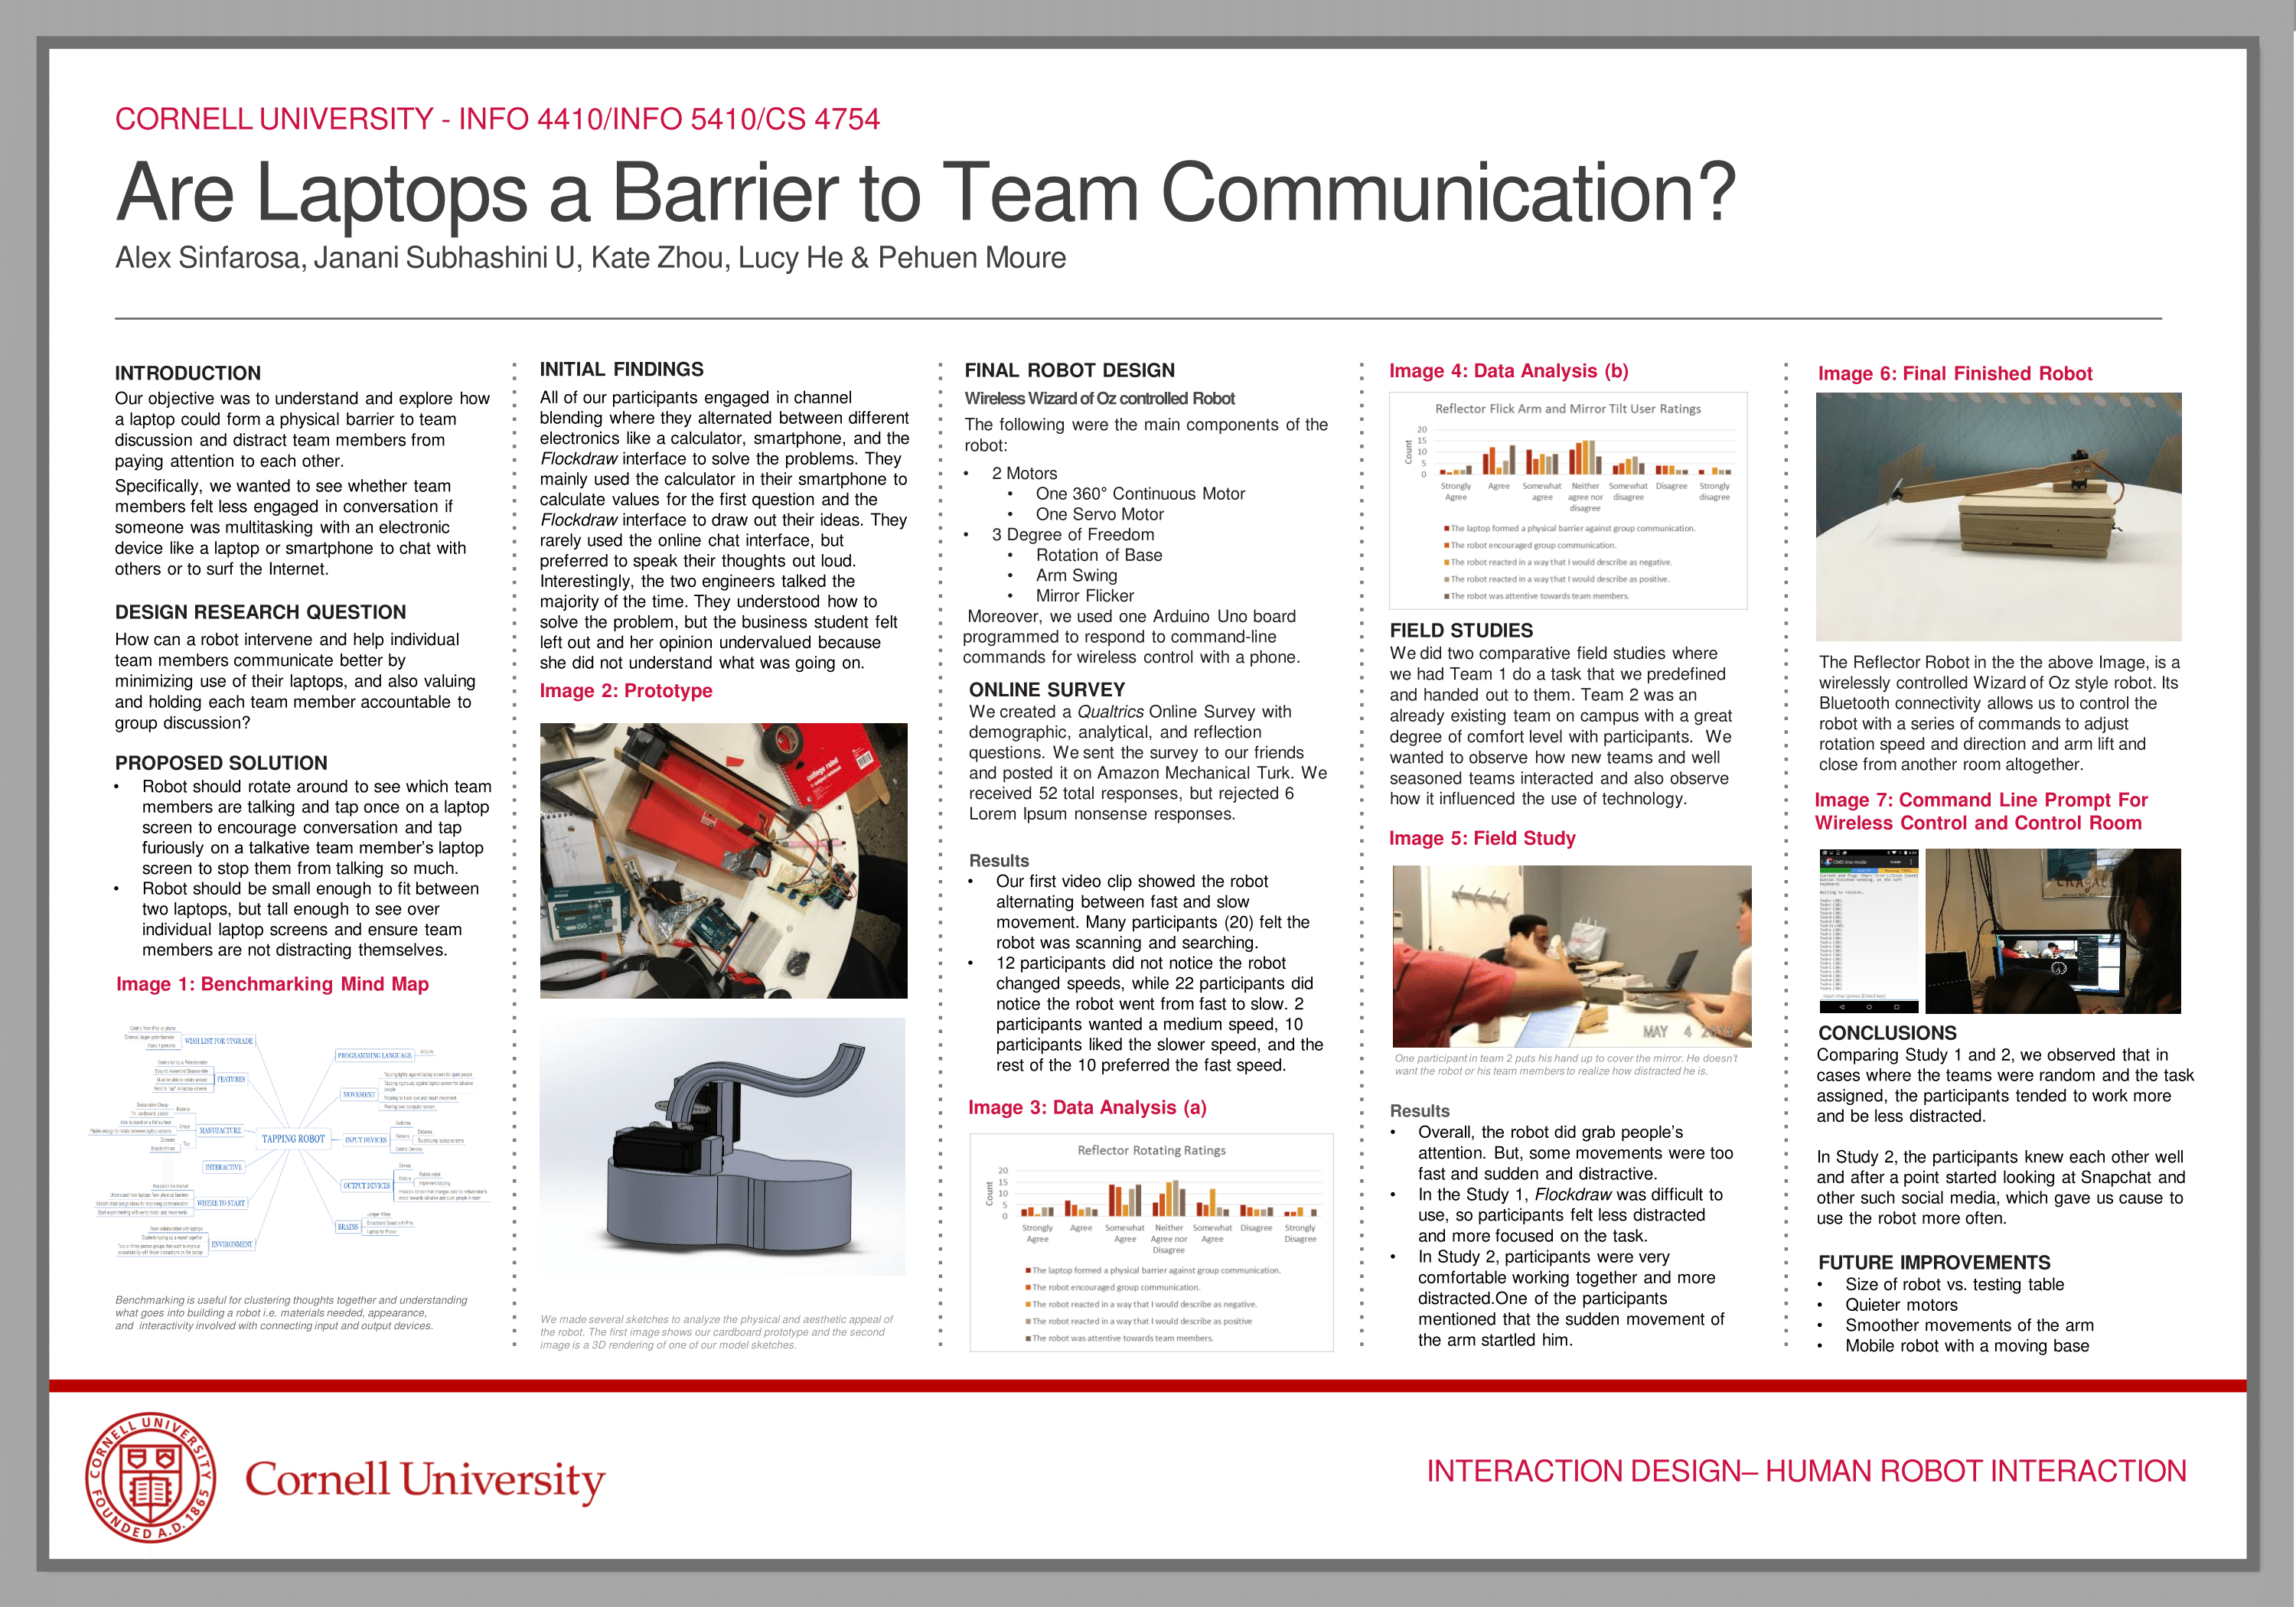 CORNELL UNIVERSITY - INFO 4410/INFO 5410/CS 4754
Are Laptops a Barrier to Team Communication?
Alex Sinfarosa, Janani Subhashini U, Kate Zhou, Lucy He & Pehuen Moure
INTRODUCTION
Our objective was to understand and explore how
a laptop could form a physical barrier to team
discussion and distract team members from
paying attention to each other.
Specifically, we wanted to see whether team
members felt less engaged in conversation if
someone was multitasking with an electronic
device like a laptop or smartphone to chat with
others or to surf the Internet.
DESIGN RESEARCH QUESTION
How can a robot intervene and help individual
team members communicate better by
minimizing use of their laptops, and also valuing
and holding each team member accountable to
group discussion?
PROPOSED SOLUTION
• Robot should rotate around to see which team
members are talking and tap once on a laptop
screen to encourage conversation and tap
furiously on a talkative team member's laptop
screen to stop them from talking so much.
• Robot should be small enough to fit between
two laptops, but tall enough to see over
individual laptop screens and ensure team
members are not distracting themselves.
Image 1: Benchmarking Mind Map
WISH LIST FOR UPGRADE
FEATURES
MANUFACTURE
INTERACTIVE
WHERE TO START
ENVIRONMENT
TAPPING ROBOT
PROGRAMMING LANGUAGE
MOVEMENT
INPUT DEVICES
OUTPUT DEVICES
BRAINS
Benchmarking is useful for clustering thoughts together and understanding
what goes into building a robot i.e. materials needed, appearance,
and interactivity involved with connecting input and output devices.
INITIAL FINDINGS
All of our participants engaged in channel
blending where they alternated between different
electronics like a calculator, smartphone, and the
Flockdraw interface to solve the problems. They
mainly used the calculator in their smartphone to
calculate values for the first question and the
Flockdraw interface to draw out their ideas. They
rarely used the online chat interface, but
preferred to speak their thoughts out loud.
Interestingly, the two engineers talked the
majority of the time. They understood how to
solve the problem, but the business student felt
left out and her opinion undervalued because
she did not understand what was going on.
Image 2: Prototype
college ruled
We made several sketches to analyze the physical and aesthetic appeal of
the robot. The first image shows our cardboard prototype and the second
image is a 3D rendering of one of our model sketches.
FINAL ROBOT DESIGN
Wireless Wizard of Oz controlled Robot
The following were the main components of the
robot:
• 2 Motors
• One 360° Continuous Motor
• One Servo Motor
• 3 Degree of Freedom
• Rotation of Base
• Arm Swing
• Mirror Flicker
Moreover, we used one Arduino Uno board
programmed to respond to command-line
commands for wireless control with a phone.
ONLINE SURVEY
We created a Qualtrics Online Survey with
demographic, analytical, and reflection
questions. We sent the survey to our friends
and posted it on Amazon Mechanical Turk. We
received 52 total responses, but rejected 6
Lorem Ipsum nonsense responses.
Results
• Our first video clip showed the robot
alternating between fast and slow
movement. Many participants (20) felt the
robot was scanning and searching.
• 12 participants did not notice the robot
changed speeds, while 22 participants did
notice the robot went from fast to slow. 2
participants wanted a medium speed, 10
participants liked the slower speed, and the
rest of the 10 preferred the fast speed.
Image 3: Data Analysis (a)
Reflector Rotating Ratings
Count
20
15
10
5
0
Strongly Agree
Agree
Somewhat Agree
Neither Agree nor Disagree
Somewhat Agree
Disagree
Strongly Disagree
The laptop formed a physical barrier against group communication.
The robot encouraged group communication.
The robot reacted in a way that I would describe as negative.
The robot reacted in a way that I would describe as positive
The robot was attentive towards team members.
Image 4: Data Analysis (b)
Reflector Flick Arm and Mirror Tilt User Ratings
Count
20
15
10
5
0
Strongly Agree
Agree
Somewhat agree
Neither agree nor disagree
Somewhat disagree
Disagree
Strongly disagree
The laptop formed a physical barrier against group communication.
The robot encouraged group communication.
The robot reacted in a way that I would describe as negative.
The robot reacted in a way that I would describe as positive.
The robot was attentive towards team members.
FIELD STUDIES
We did two comparative field studies where
we had Team 1 do a task that we predefined
and handed out to them. Team 2 was an
already existing team on campus with a great
degree of comfort level with participants. We
wanted to observe how new teams and well
seasoned teams interacted and also observe
how it influenced the use of technology.
Image 5: Field Study
MAY 4
One participant in team 2 puts his hand up to cover the mirror. He doesn't
want the robot or his team members to realize how distracted he is.
Results
• Overall, the robot did grab people's
attention. But, some movements were too
fast and sudden and distractive.
• In the Study 1, Flockdraw was difficult to
use, so participants felt less distracted
and more focused on the task.
• In Study 2, participants were very
comfortable working together and more
distracted.One of the participants
mentioned that the sudden movement of
the arm startled him.
Image 6: Final Finished Robot
The Reflector Robot in the the above Image, is a
wirelessly controlled Wizard of Oz style robot. Its
Bluetooth connectivity allows us to control the
robot with a series of commands to adjust
rotation speed and direction and arm lift and
close from another room altogether.
Image 7: Command Line Prompt For
Wireless Control and Control Room
CONCLUSIONS
Comparing Study 1 and 2, we observed that in
cases where the teams were random and the task
assigned, the participants tended to work more
and be less distracted.
In Study 2, the participants knew each other well
and after a point started looking at Snapchat and
other such social media, which gave us cause to
use the robot more often.
FUTURE IMPROVEMENTS
• Size of robot vs. testing table
• Quieter motors
• Smoother movements of the arm
• Mobile robot with a moving base
CORNELL UNIVERSITY
FOUNDED A.D. 1865
Cornell University
INTERACTION DESIGN– HUMAN ROBOT INTERACTION